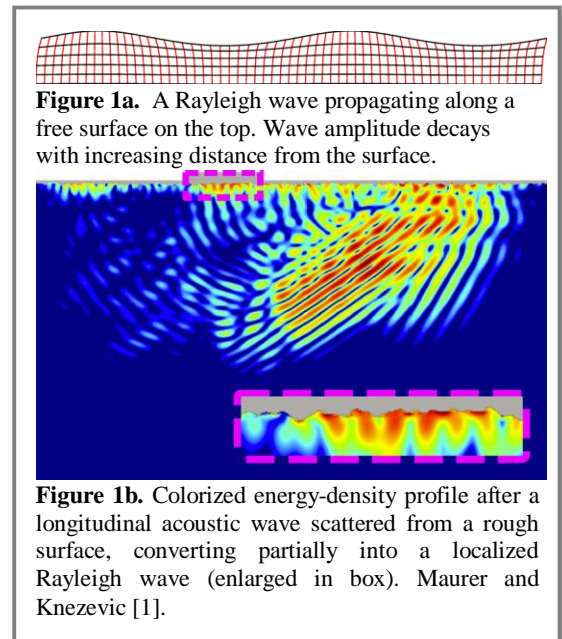 Figure 1a. A Rayleigh wave propagating along a
free surface on the top. Wave amplitude decays
with increasing distance from the surface.
Figure 1b. Colorized energy-density profile after a
longitudinal acoustic wave scattered from a rough
surface, converting partially into a localized
Rayleigh wave (enlarged in box). Maurer and
Knezevic [1].